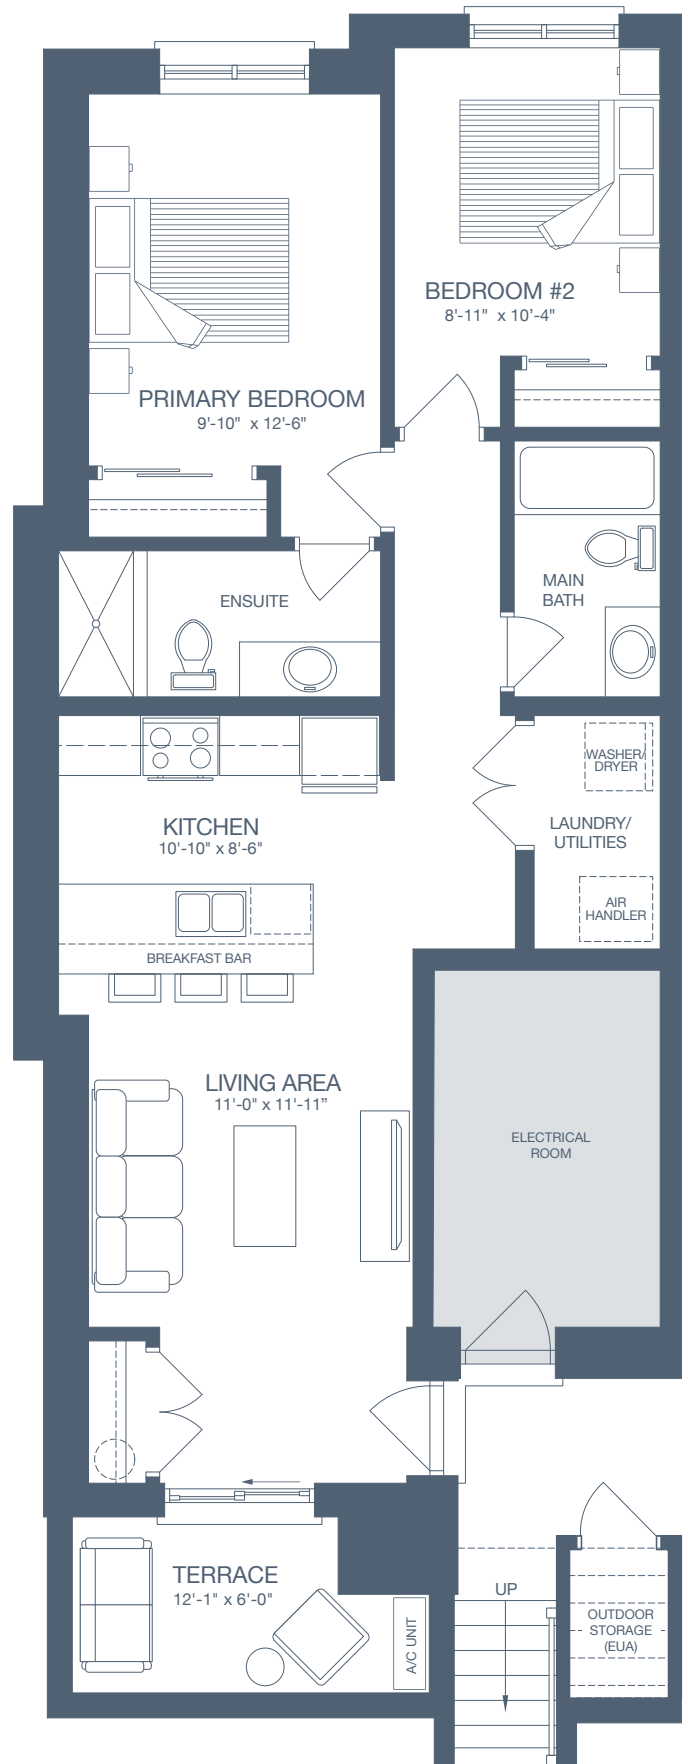 BEDROOM #2
8'-11" x 10'-4"
PRIMARY BEDROOM
9'-10" x 12'-6"
ENSUITE
MAIN
BATH
WASHER/
DRYER
KITCHEN
10'-10" x 8'-6"
LAUNDRY/
UTILITIES
AIR
HANDLER
BREAKFAST BAR
LIVING AREA
11'-0" x 11'-11”
ELECTRICAL
ROOM
TERRACE
12'-1" x 6'-0"
A/C UNIT
UP
OUTDOOR
STORAGE
(EUA)